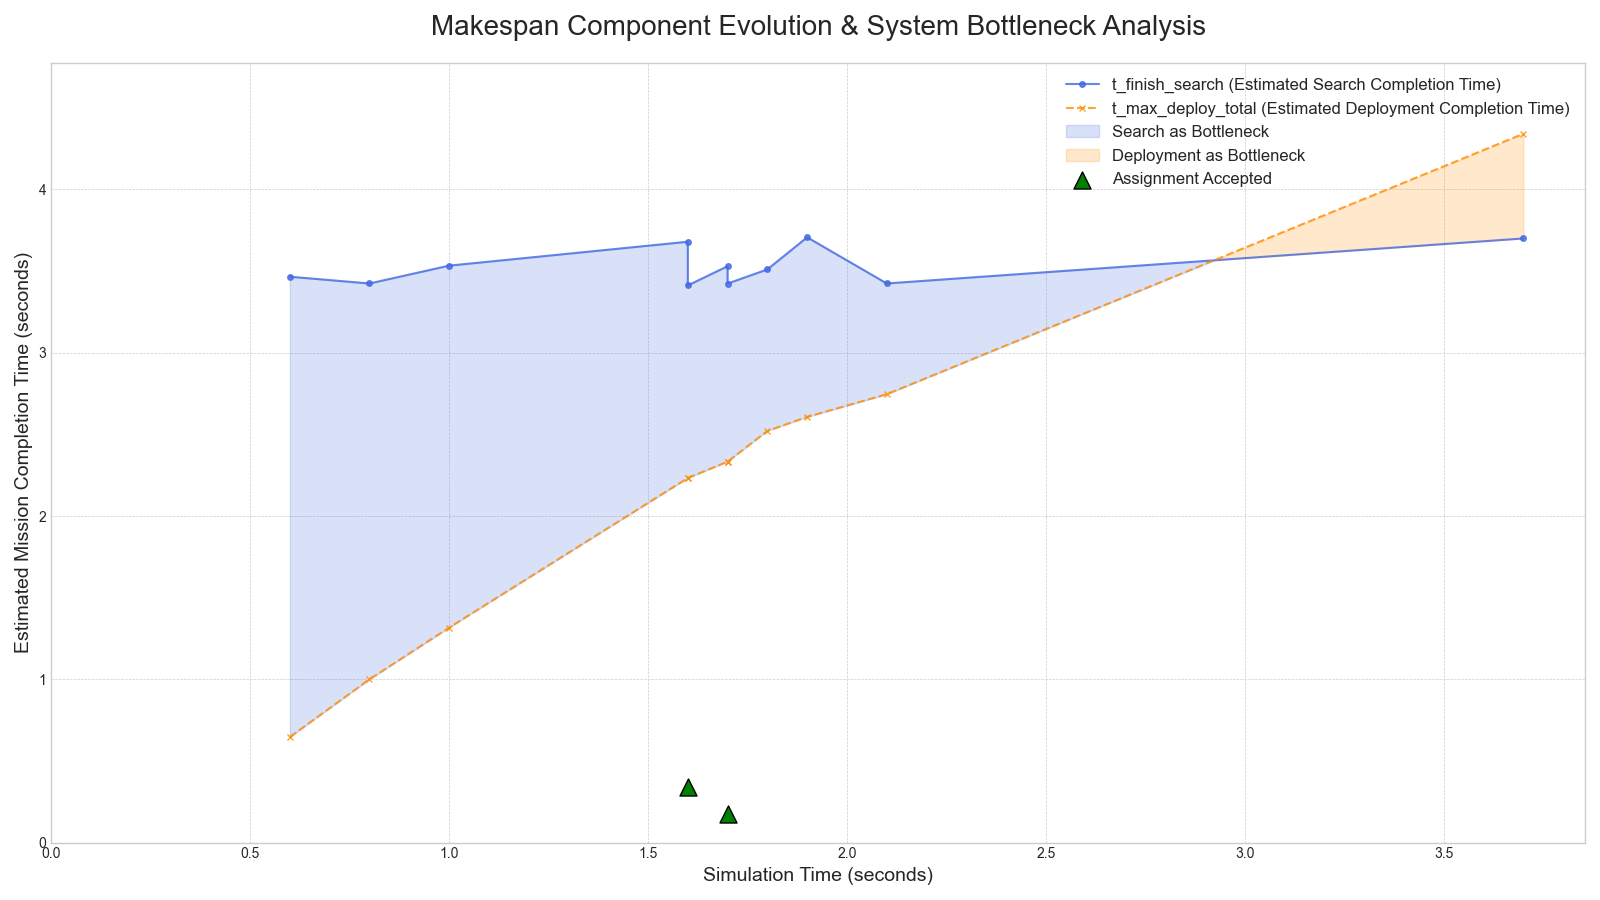 Makespan Component Evolution & System Bottleneck Analysis
t_finish_search (Estimated Search Completion Time)
t_max_deploy_total (Estimated Deployment Completion Time)
Search as Bottleneck
Deployment as Bottleneck
Assignment Accepted
Estimated Mission Completion Time (seconds)
4
3
2
1
0
0.0 0.5 1.0 1.5 2.0 2.5 3.0 3.5
Simulation Time (seconds)